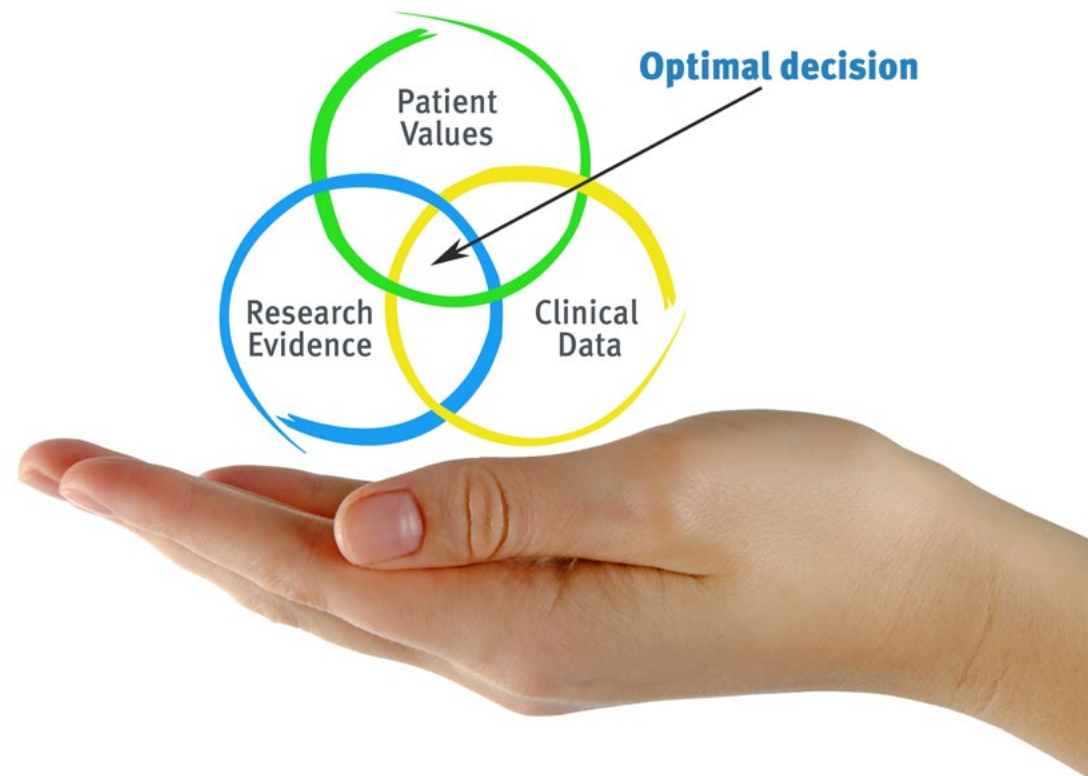 Optimal decision
Patient
Values
Research
Evidence
Clinical
Data